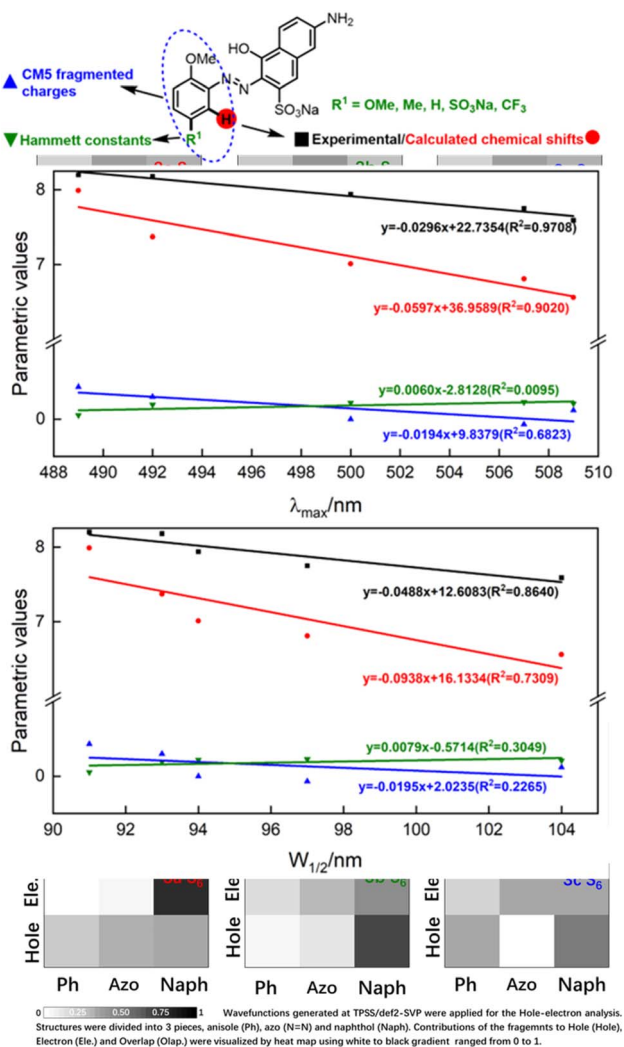 NH2
OMe
HO
CM5 fragmented
charges
N
N
SO3Na
R1 = OMe, Me, H, SO3Na, CF3
H
Hammett constants
R1
Experimental/Calculated chemical shifts
Parametric values
8
7
0
y=-0.0296x+22.7354(R2=0.9708)
y=-0.0597x+36.9589(R2=0.9020)
y=0.0060x-2.8128(R2=0.0095)
y=-0.0194x+9.8379(R2=0.6823)
488 490 492 494 496 498 500 502 504 506 508 510
λmax/nm
Parametric values
8
7
0
y=-0.0488x+12.6083(R2=0.8640)
y=-0.0938x+16.1334(R2=0.7309)
y=0.0079x-0.5714(R2=0.3049)
y=-0.0195x+2.0235(R2=0.2265)
90 92 94 96 98 100 102 104
W1/2/nm
Ele. Ele Ele
Hole Hole Hole
Ph Azo Naph Ph Azo Naph Ph Azo Naph
0 0.25 0.50 0.75 1 Wavefunctions generated at TPSS/def2-SVP were applied for the Hole-electron analysis.
Structures were divided into 3 pieces, anisole (Ph), azo (N=N) and naphthol (Naph). Contributions of the fragemnts to Hole (Hole),
Electron (Ele.) and Overlap (Olap.) were visualized by heat map using white to black gradient ranged from 0 to 1.